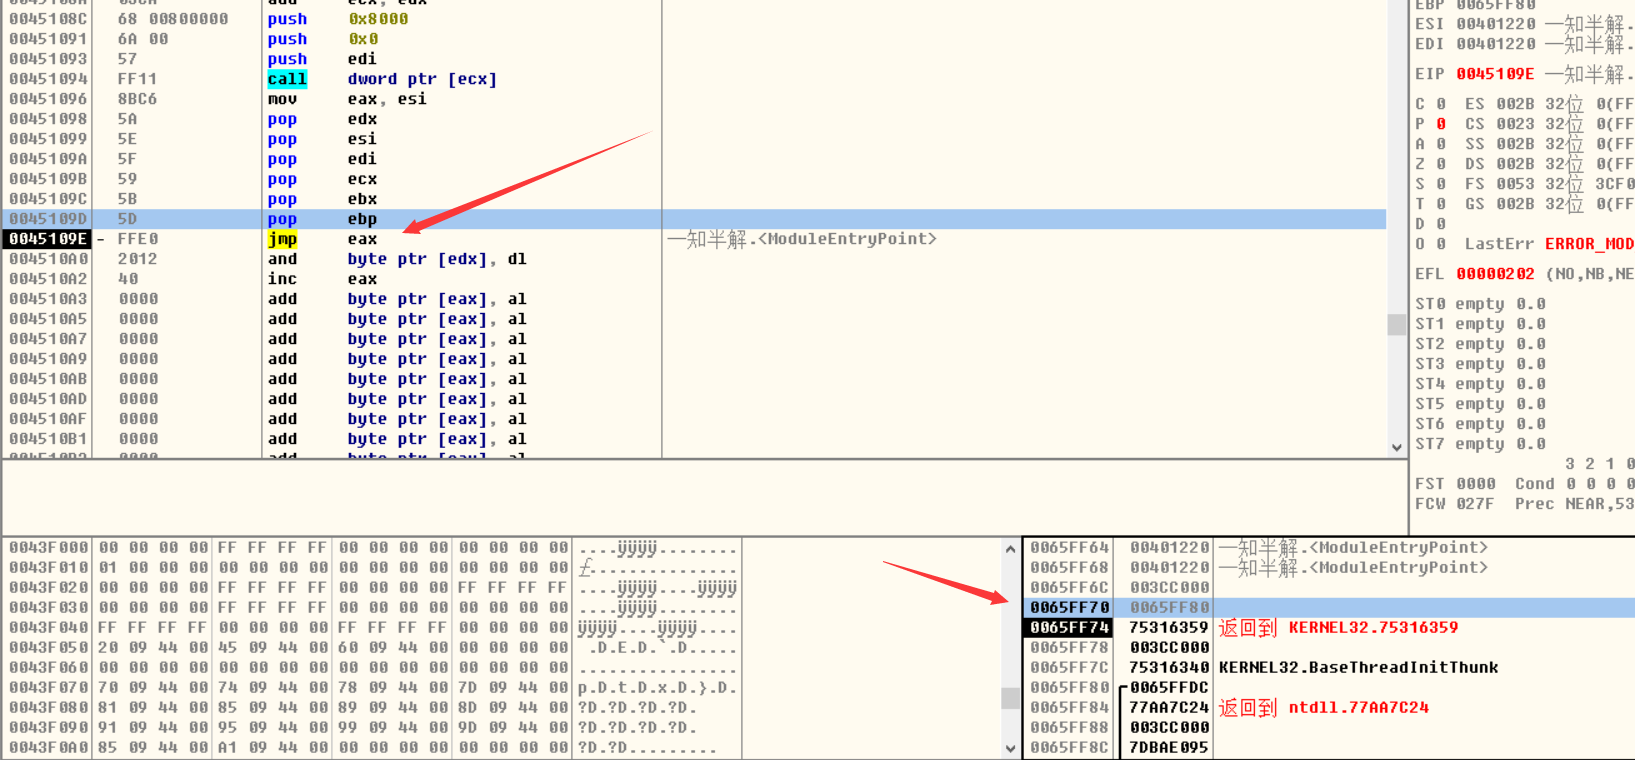 0045108C 68 00800000 push 0x8000
00451091 6A 00 push 0x0
00451093 57 push edi
00451094 FF11 call dword ptr [ecx]
00451096 8BC6 mov eax, esi
00451098 5A pop edx
00451099 5E pop esi
0045109A 5F pop edi
0045109B 59 pop ecx
0045109C 5B pop ebx
0045109D 5D pop ebp
0045109E - FFE0 jmp eax 一知半解.<ModuleEntryPoint>
004510A0 2012 and byte ptr [edx], dl
004510A2 40 inc eax
004510A3 0000 add byte ptr [eax], al
004510A5 0000 add byte ptr [eax], al
004510A7 0000 add byte ptr [eax], al
004510A9 0000 add byte ptr [eax], al
004510AB 0000 add byte ptr [eax], al
004510AD 0000 add byte ptr [eax], al
004510AF 0000 add byte ptr [eax], al
004510B1 0000 add byte ptr [eax], al
EBP 0065FF80
ESI 00401220 一知半解.
EDI 00401220 一知半解.
EIP 0045109E 一知半解.
C 0 ES 002B 32位 0(FF
P 0 CS 0023 32位 0(FF
A 0 SS 002B 32位 0(FF
Z 0 DS 002B 32位 0(FF
S 0 FS 0053 32位 3CF0
T 0 GS 002B 32位 0(FF
D 0
O 0 LastErr ERROR_MOD
EFL 00000202 (NO,NB,NE
ST0 empty 0.0
ST1 empty 0.0
ST2 empty 0.0
ST3 empty 0.0
ST4 empty 0.0
ST5 empty 0.0
ST6 empty 0.0
ST7 empty 0.0
3 2 1 0
FST 0000 Cond 0 0 0 0
FCW 027F Prec NEAR,53
0043F000 00 00 00 00 FF FF FF FF 00 00 00 00 00 00 00 00 ....ÿÿÿÿ........
0043F010 01 00 00 00 00 00 00 00 00 00 00 00 00 00 00 00 £...............
0043F020 00 00 00 00 FF FF FF FF 00 00 00 00 FF FF FF FF ....ÿÿÿÿ....ÿÿÿÿ
0043F030 00 00 00 00 FF FF FF FF 00 00 00 00 00 00 00 00 ....ÿÿÿÿ........
0043F040 FF FF FF FF 00 00 00 00 FF FF FF FF 00 00 00 00 ÿÿÿÿ....ÿÿÿÿ....
0043F050 20 09 44 00 45 09 44 00 60 09 44 00 00 00 00 00 .D.E.D.`.D.....
0043F060 00 00 00 00 00 00 00 00 00 00 00 00 00 00 00 00 ................
0043F070 70 09 44 00 74 09 44 00 78 09 44 00 7D 09 44 00 p.D.t.D.x.D.}.D.
0043F080 81 09 44 00 85 09 44 00 89 09 44 00 8D 09 44 00 ?D.?D.?D.?D.
0043F090 91 09 44 00 95 09 44 00 99 09 44 00 9D 09 44 00 ?D.?D.?D.?D.
0043F0A0 85 09 44 00 A1 09 44 00 00 00 00 00 00 00 00 00 ?D.?D.........
0065FF64 00401220 一知半解.<ModuleEntryPoint>
0065FF68 00401220 一知半解.<ModuleEntryPoint>
0065FF6C 003CC000
0065FF70 0065FF80
0065FF74 75316359 返回到 KERNEL32.75316359
0065FF78 003CC000
0065FF7C 75316340 KERNEL32.BaseThreadInitThunk
0065FF80 0065FFDC
0065FF84 77AA7C24 返回到 ntdll.77AA7C24
0065FF88 003CC000
0065FF8C 7DBAE095